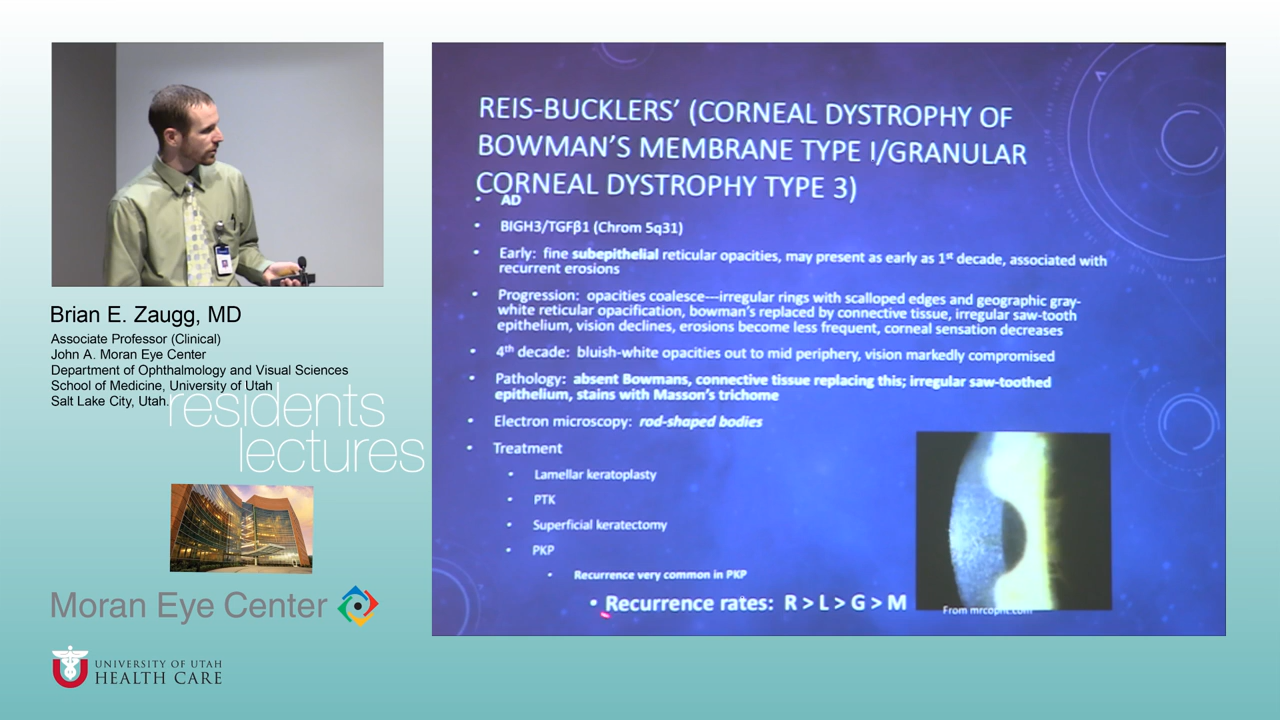 REIS-BUCKLERS' (CORNEAL DYSTROPHY OF
BOWMAN'S MEMBRANE TYPE I/GRANULAR
CORNEAL DYSTROPHY TYPE 3)
• AD
• BIGH3/TGFβ1 (Chrom 5q31)
• Early: fine subepithelial reticular opacities, may present as early as 1st decade, associated with
recurrent erosions
• Progression: opacities coalesce---irregular rings with scalloped edges and geographic gray-
white reticular opacification, bowman's replaced by connective tissue, irregular saw-tooth
epithelium, vision declines, erosions become less frequent, corneal sensation decreases
• 4th decade: bluish-white opacities out to mid periphery, vision markedly compromised
• Pathology: absent Bowmans, connective tissue replacing this; irregular saw-toothed
epithelium, stains with Masson's trichome
• Electron microscopy: rod-shaped bodies
• Treatment
• Lamellar keratoplasty
• PTK
• Superficial keratectomy
• PKP
• Recurrence very common in PKP
• Recurrence rates: R > L > G > M
From mrcophth.com
Brian E. Zaugg, MD
Associate Professor (Clinical)
John A. Moran Eye Center
Department of Ophthalmology and Visual Sciences
School of Medicine, University of Utah
Salt Lake City, Utah.
residents
lectures
Moran Eye Center
UNIVERSITY OF UTAH
HEALTH CARE